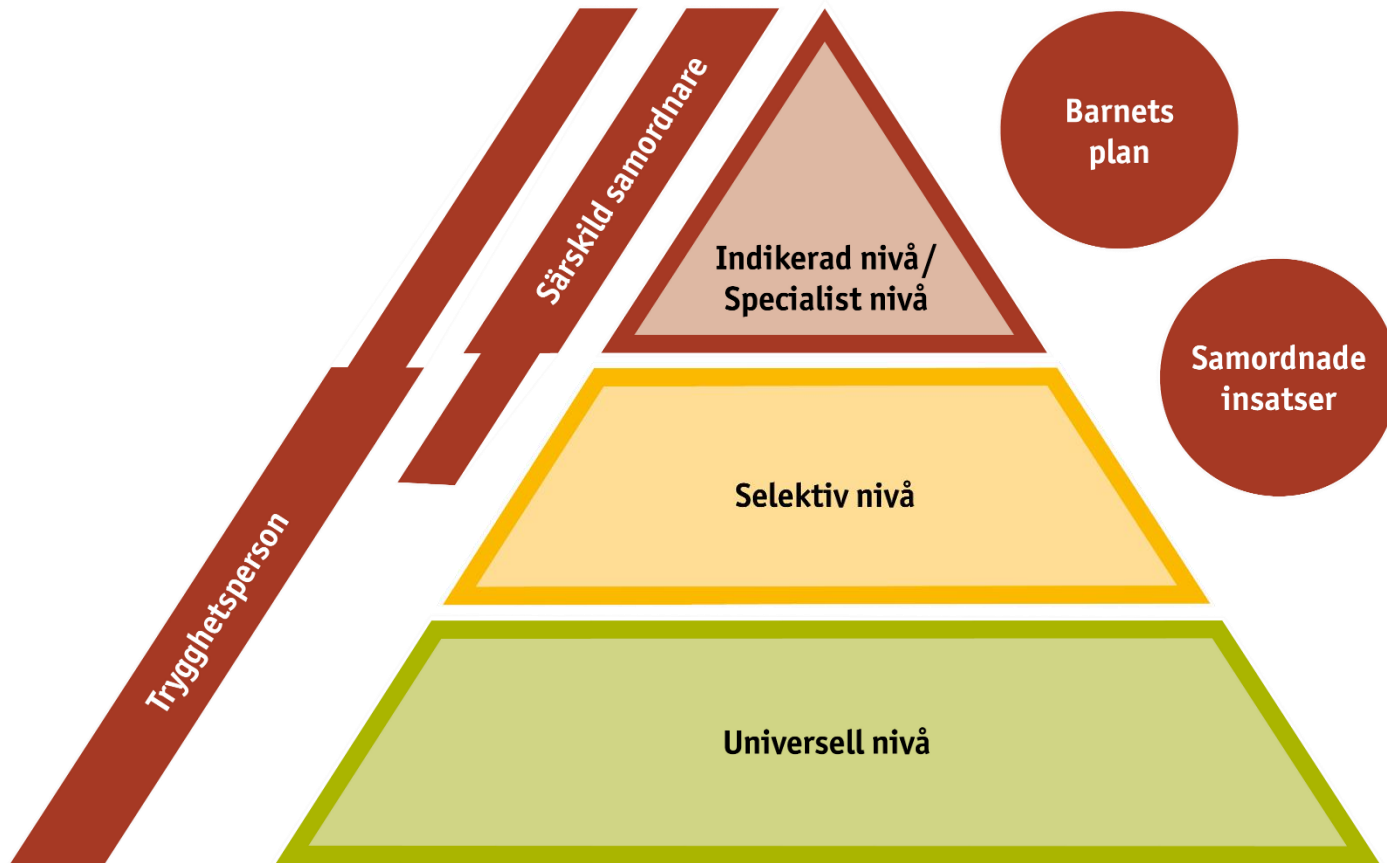 Trygghetsperson
Särskild samordnare
Indikerad nivå/
Specialist nivå
Selektiv nivå
Universell nivå
Barnets
plan
Samordnade
insatser